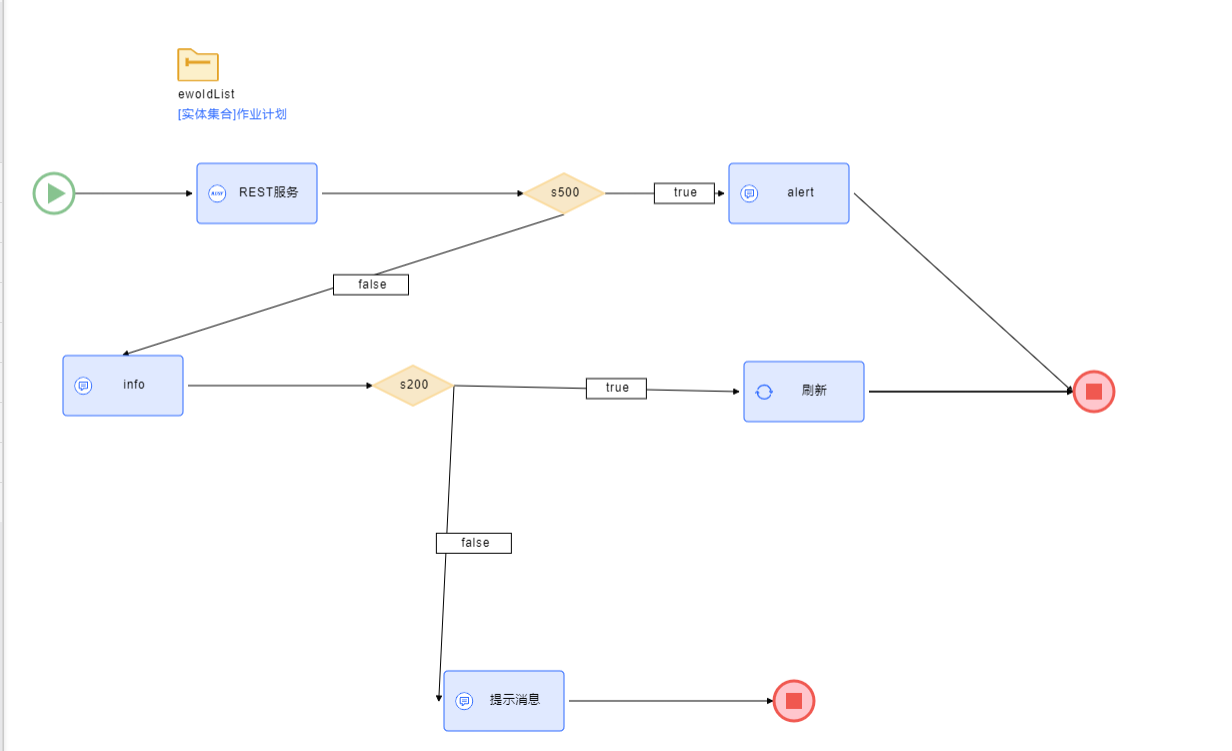 ewoldList
[实体集合]作业计划
REST服务
s500
true
alert
false
info
s200
true
刷新
false
提示消息